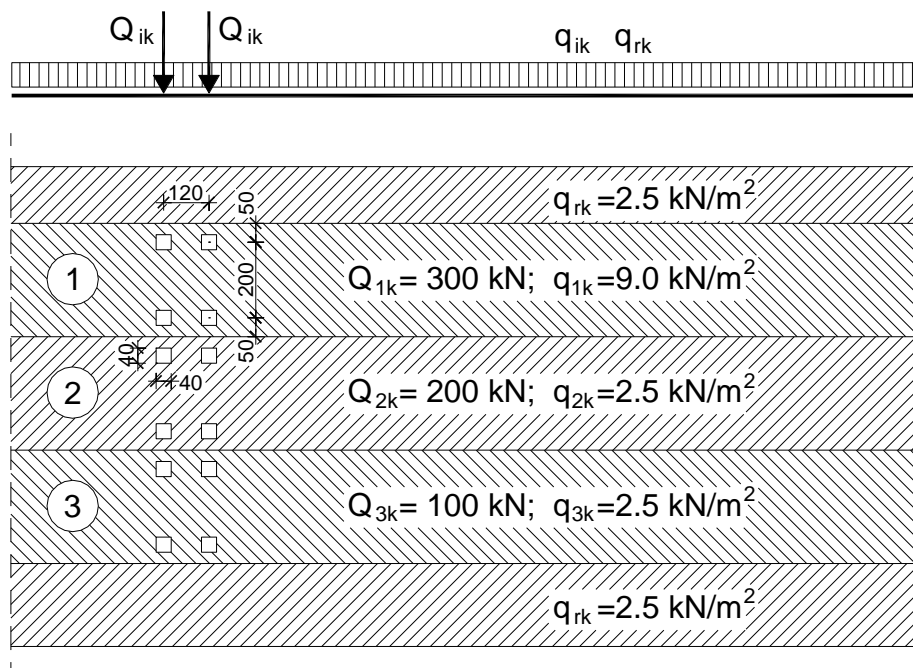 Q ik Q ik q ik q rk
120
50
q rk =2.5 kN/m²
1
200
Q 1k = 300 kN; q 1k =9.0 kN/m²
50
40
40
2
Q 2k = 200 kN; q 2k =2.5 kN/m²
3
Q 3k = 100 kN; q 3k =2.5 kN/m²
q rk =2.5 kN/m²